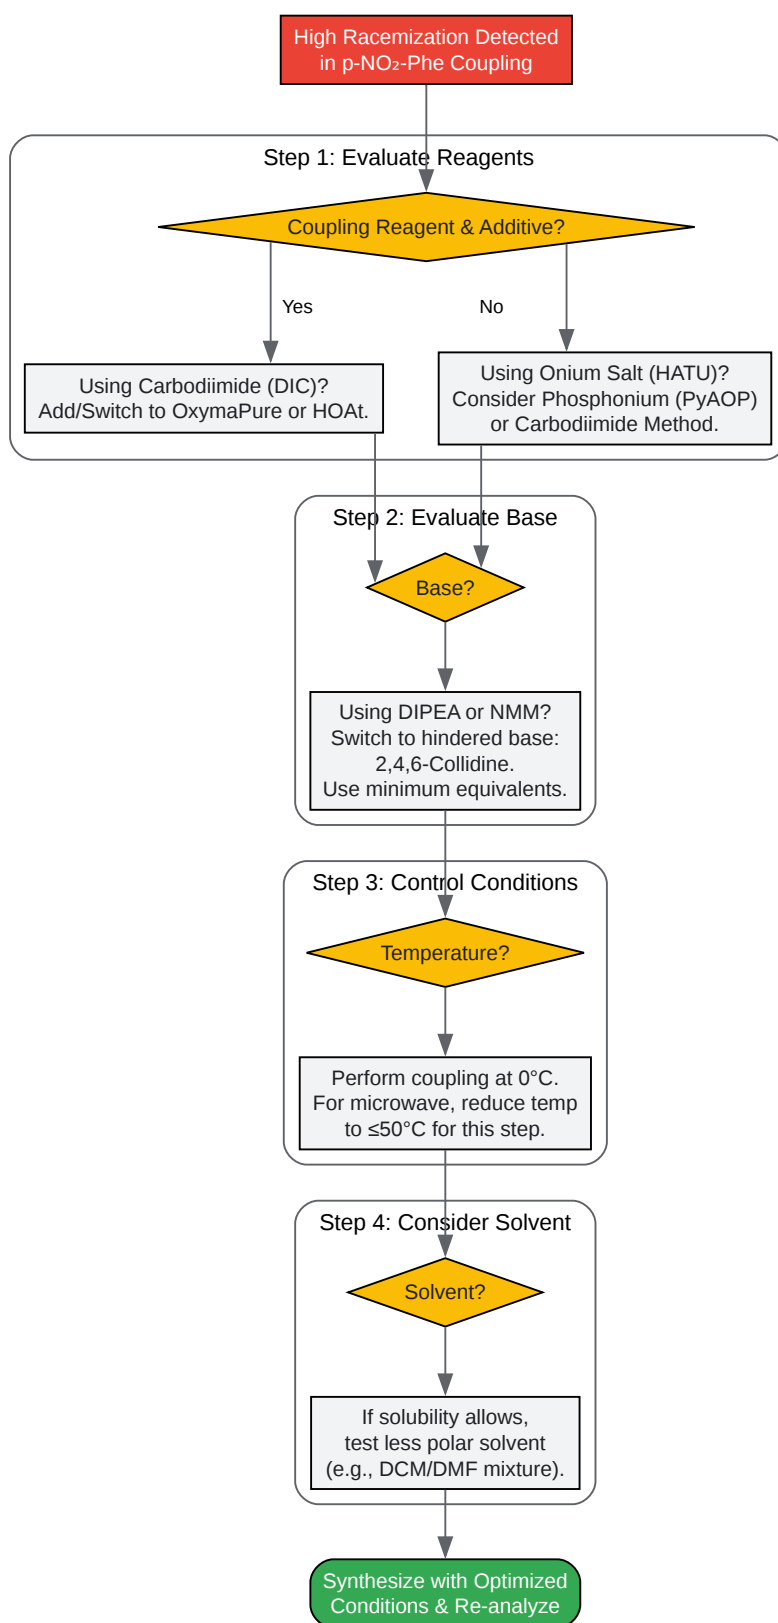 High Racemization Detected
in p-NO₂-Phe Coupling
Step 1: Evaluate Reagents
Coupling Reagent & Additive?
Yes
No
Using Carbodiimide (DIC)?
Add/Switch to OxymaPure or HOAt.
Using Onium Salt (HATU)?
Consider Phosphonium (PyAOP)
or Carbodiimide Method.
Step 2: Evaluate Base
Base?
Using DIPEA or NMM?
Switch to hindered base:
2,4,6-Collidine.
Use minimum equivalents.
Step 3: Control Conditions
Temperature?
Perform coupling at 0°C.
For microwave, reduce temp
to ≤50°C for this step.
Step 4: Consider Solvent
Solvent?
If solubility allows,
test less polar solvent
(e.g., DCM/DMF mixture).
Synthesize with Optimized
Conditions & Re-analyze